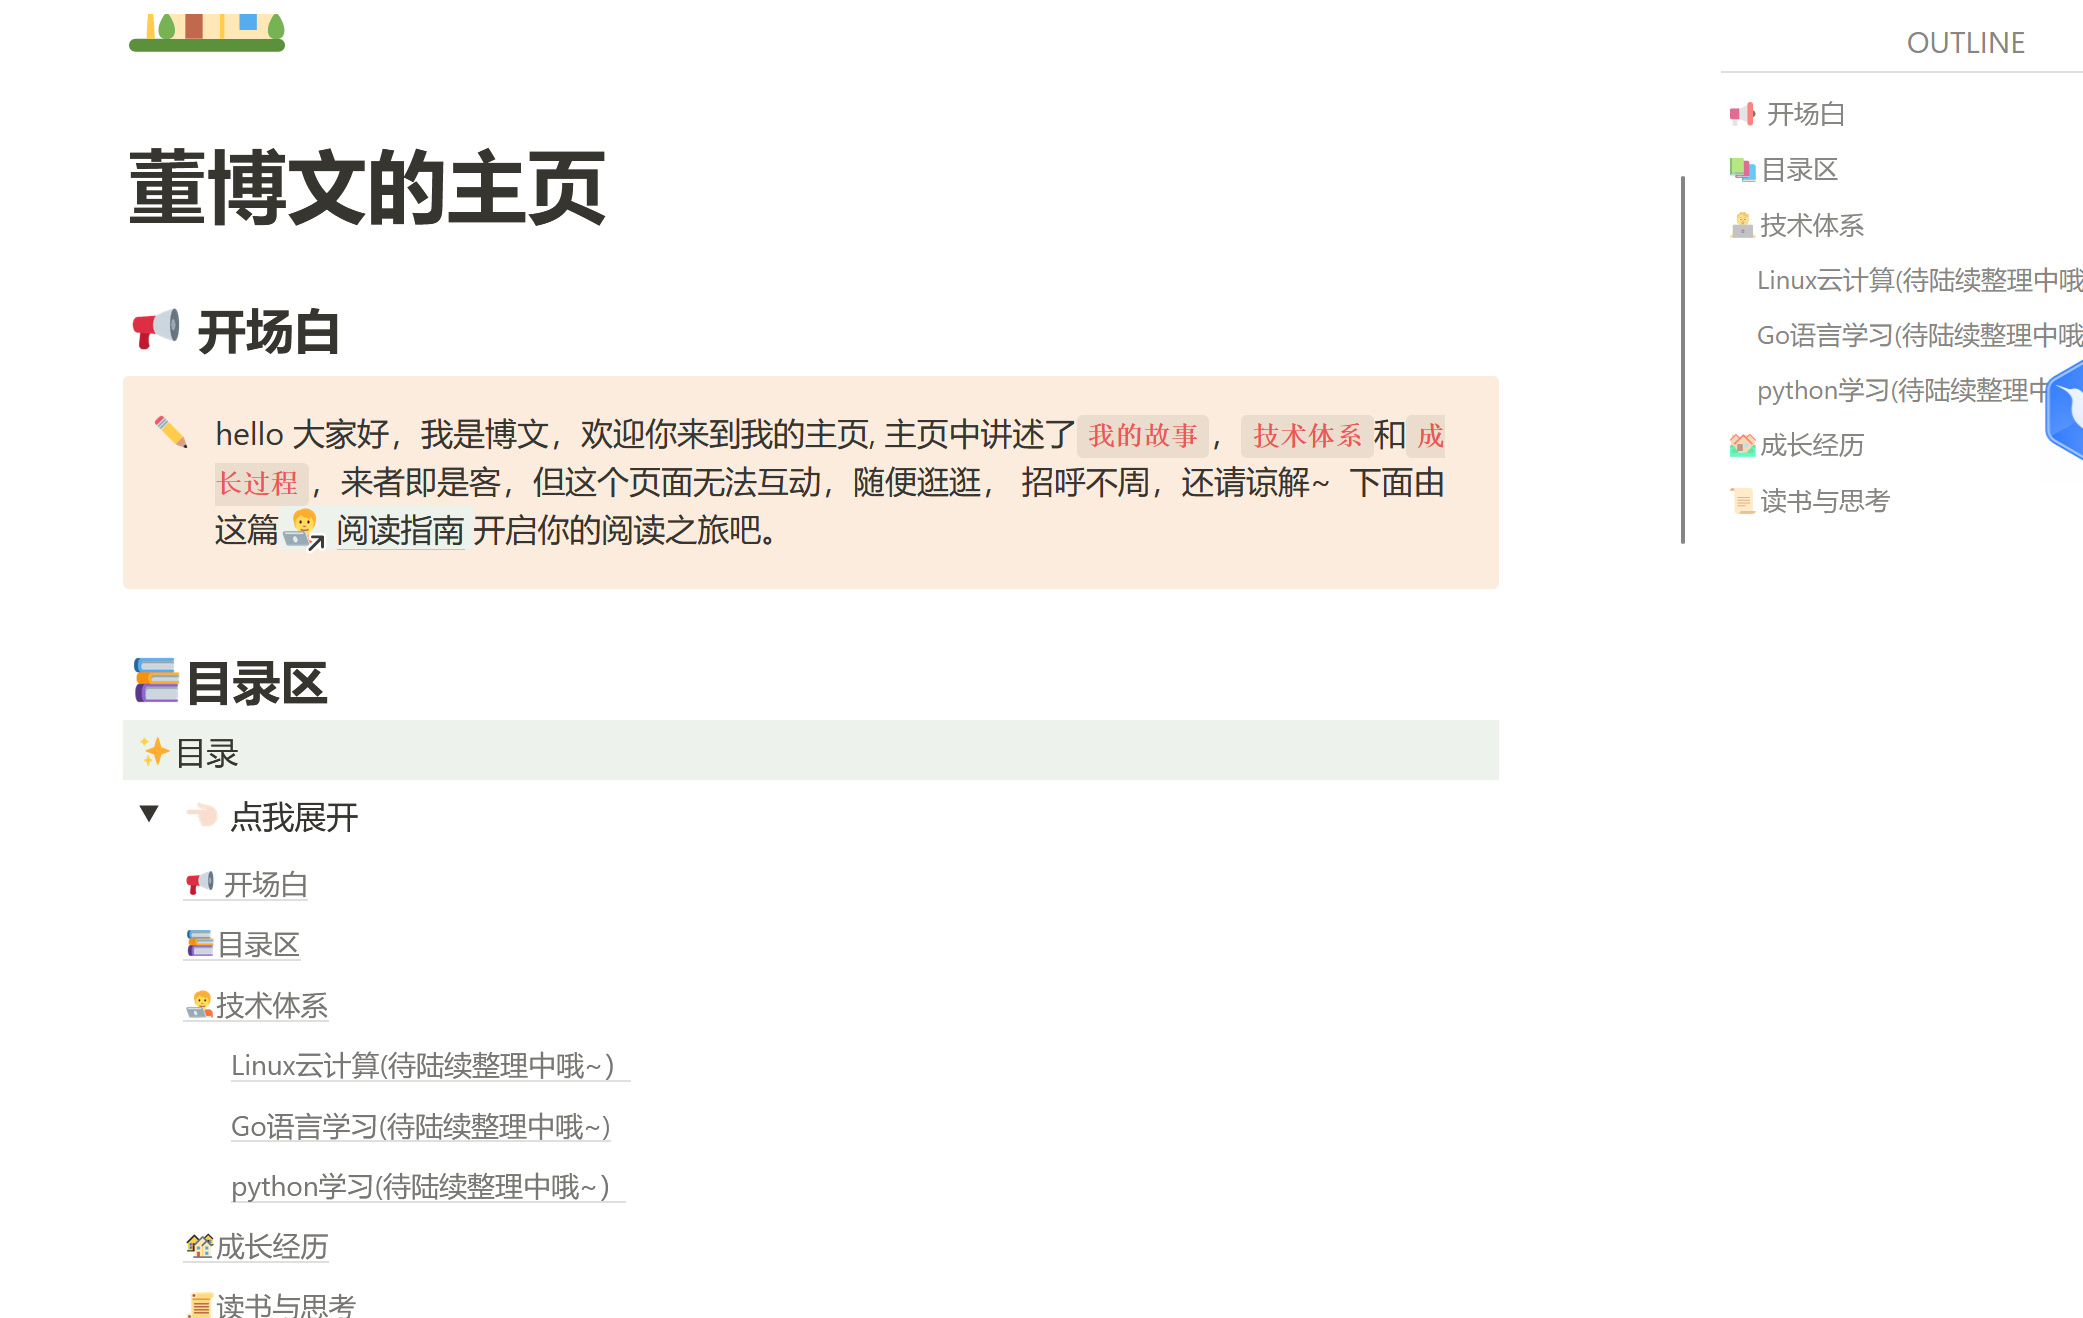 董博文的主页
📢 开场白
✏️ hello 大家好，我是博文，欢迎你来到我的主页, 主页中讲述了 我的故事 ， 技术体系 和 成
长过程 ，来者即是客，但这个页面无法互动，随便逛逛， 招呼不周，还请谅解~ 下面由
这篇 阅读指南 开启你的阅读之旅吧。
📚目录区
✨目录
▼ 👈🏻 点我展开
📢 开场白
📚目录区
🧑‍💻技术体系
Linux云计算(待陆续整理中哦~）
Go语言学习(待陆续整理中哦~)
python学习(待陆续整理中哦~）
🏘️成长经历
📜读书与思考
OUTLINE
📢 开场白
📚目录区
🧑‍💻技术体系
Linux云计算(待陆续整理中哦
Go语言学习(待陆续整理中哦
python学习(待陆续整理中
🏘️成长经历
📜读书与思考